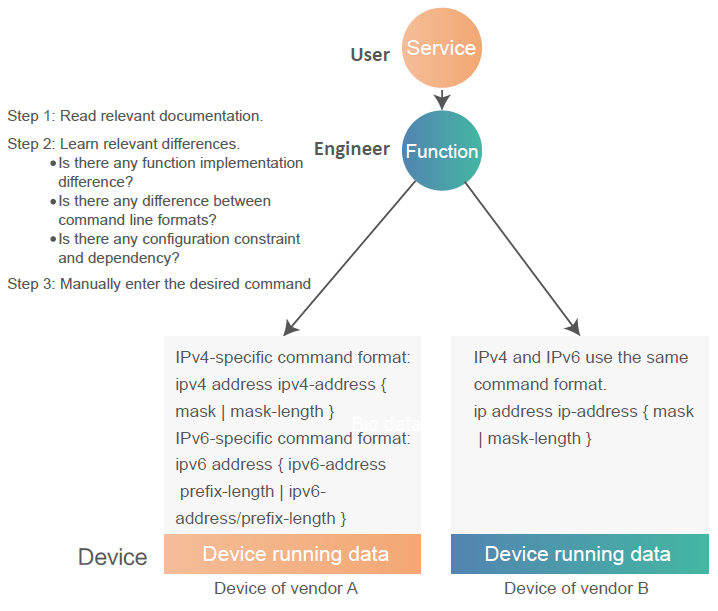 Service
User
Step 1: Read relevant documentation.
Step 2: Learn relevant differences.
•Is there any function implementation
difference?
•Is there any difference between
command line formats?
•Is there any configuration constraint
and dependency?
Step 3: Manually enter the desired command
Engineer
Function
IPv4-specific command format:
ipv4 address ipv4-address {
mask | mask-length }
IPv6-specific command format:
ipv6 address { ipv6-address
prefix-length | ipv6-
address/prefix-length }
Big data
IPv4 and IPv6 use the same
command format.
ip address ip-address { mask
| mask-length }
Device
Device running data
Device running data
Device of vendor A
Device of vendor B